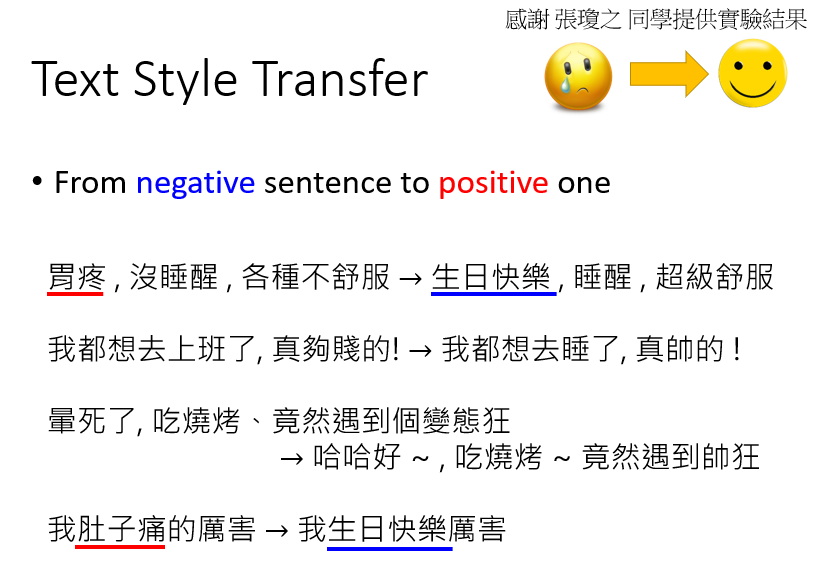 感謝 張瓊之 同學提供實驗結果
Text Style Transfer
• From negative sentence to positive one
胃疼 , 沒睡醒 , 各種不舒服 → 生日快樂 , 睡醒 , 超級舒服
我都想去上班了, 真夠賤的! → 我都想去睡了, 真帥的 !
暈死了, 吃燒烤、竟然遇到個變態狂
→ 哈哈好 ~ , 吃燒烤 ~ 竟然遇到帥狂
我肚子痛的厲害 → 我生日快樂厲害